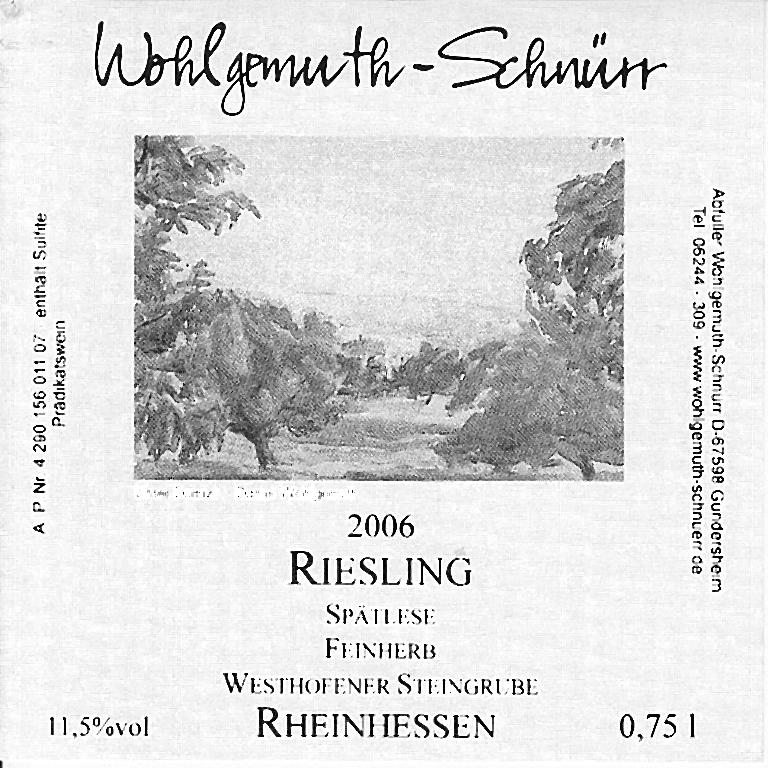 Wohlgemuth-Schnürr
A P Nr 4 290 156 011 07 enthält Sulfite
Prädikatswein
Abfüller Wohlgemuth-Schnürr D-67598 Gundersheim
Tel 06244 - 309 - www wohlgemuth-schnuerr de
2006
RIESLING
SPÄTLESE
FEINHERB
WESTHOFENER STEINGRUBE
11,5%vol
RHEINHESSEN
0,75 l